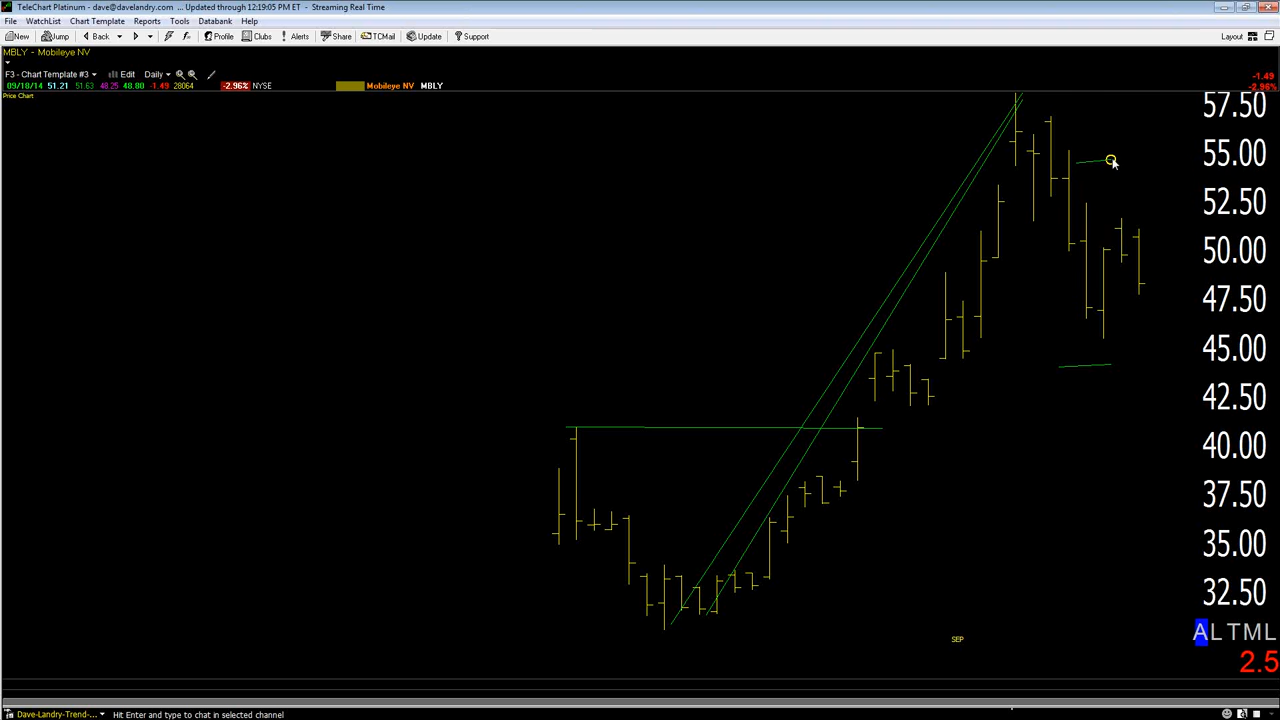 TeleChart Platinum - dave@davelandry.com ... Updated through 12:19:05 PM ET - Streaming Real Time
File WatchList Chart Template Reports Tools Databank Help
New Jump Back Profile Clubs Alerts Share TCMail Update Support Layout
MBLY - Mobileye NV
F3 - Chart Template #3 Edit Daily -1.49
09/18/14 51.21 51.63 48.25 48.80 -1.49 28064 -2.96% NYSE Mobileye NV MBLY -2.96%
Price Chart
57.50
55.00
52.50
50.00
47.50
45.00
42.50
40.00
37.50
35.00
32.50
ALTML
SEP
2.5
Dave-Landry-Trend-... Hit Enter and type to chat in selected channel